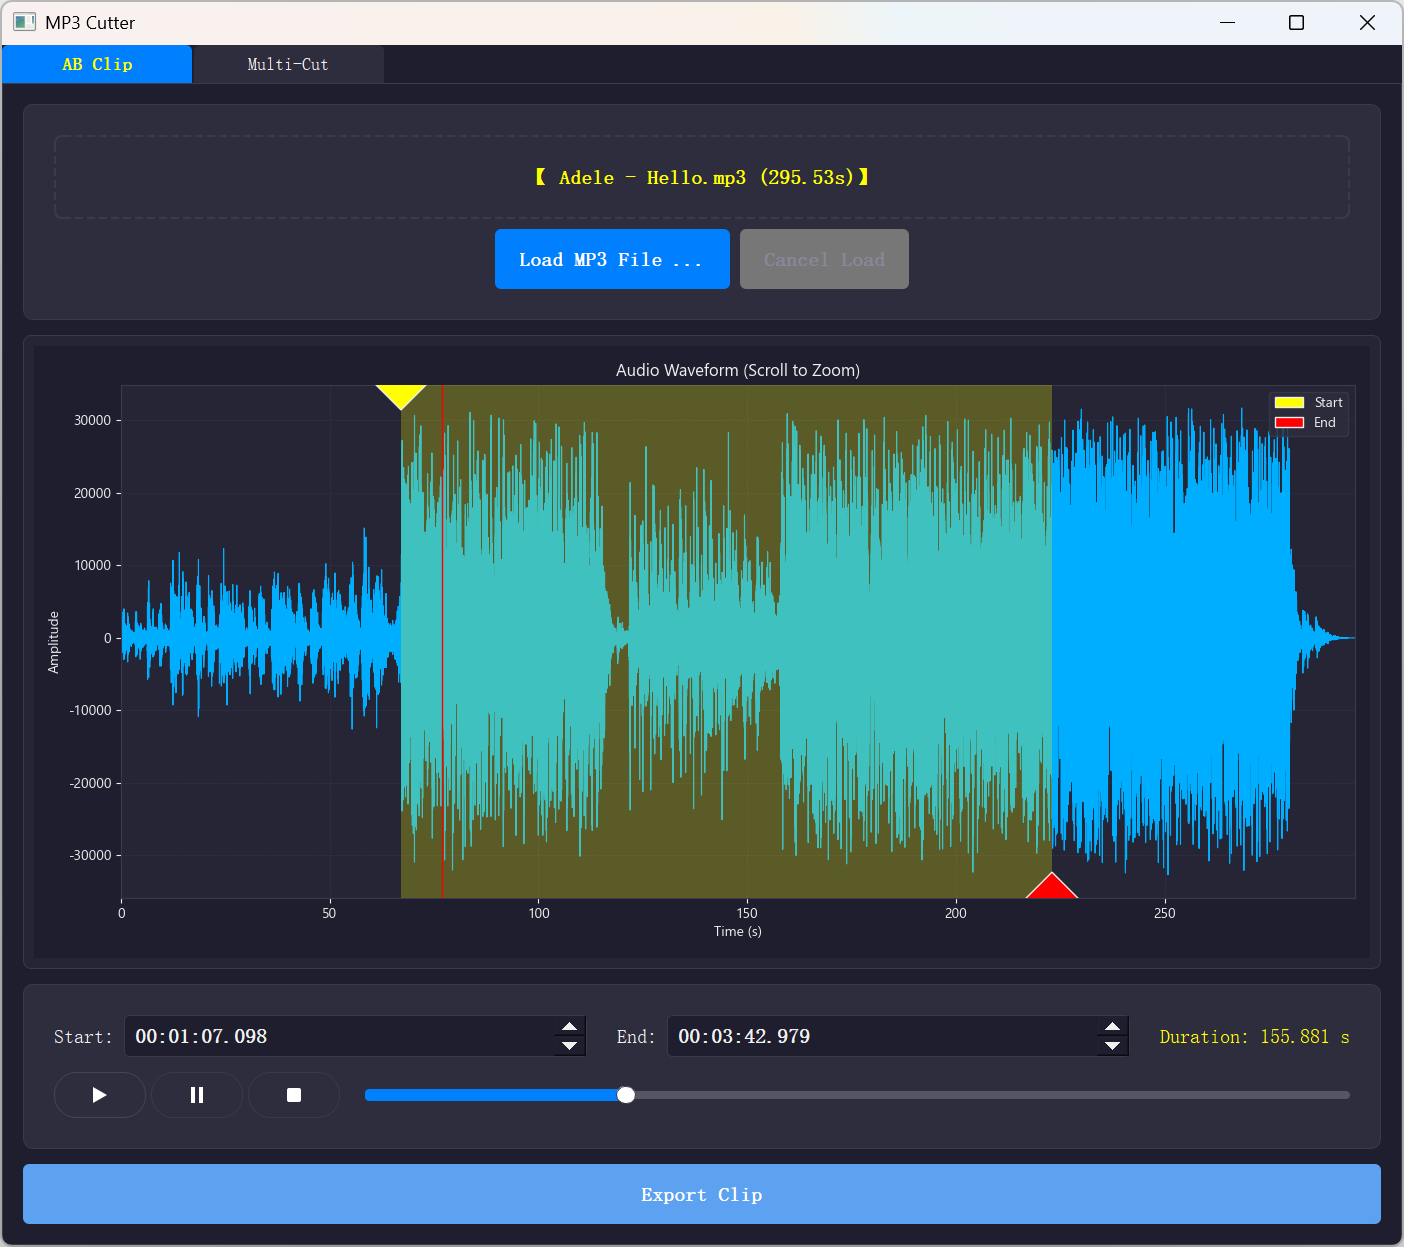 MP3 Cutter
AB Clip
Multi-Cut
【 Adele - Hello.mp3 (295.53s)】
Load MP3 File ...
Cancel Load
Audio Waveform (Scroll to Zoom)
Start
End
30000
20000
10000
0
-10000
-20000
-30000
Amplitude
0
50
100
150
200
250
Time (s)
Start:
00:01:07.098
End:
00:03:42.979
Duration: 155.881 s
Export Clip